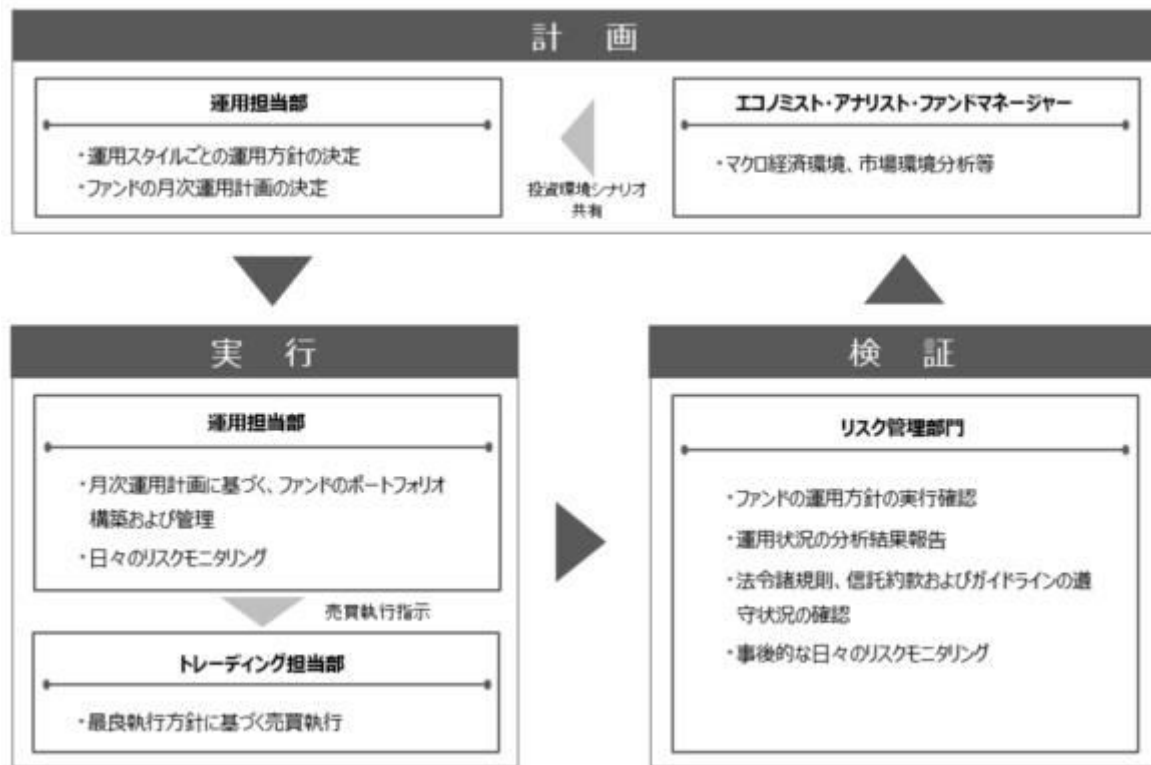 計 画
運用担当部
・運用スタイルごとの運用方針の決定
・ファンドの月次運用計画の決定
投資環境シナリオ
共有
エコノミスト・アナリスト・ファンドマネージャー
・マクロ経済環境、市場環境分析等
実 行
運用担当部
・月次運用計画に基づく、ファンドのポートフォリオ
構築および管理
・日々のリスクモニタリング
売買執行指示
トレーディング担当部
・最良執行方針に基づく売買執行
検 証
リスク管理部門
・ファンドの運用方針の実行確認
・運用状況の分析結果報告
・法令諸規則、信託約款およびガイドラインの遵
守状況の確認
・事後的な日々のリスクモニタリング